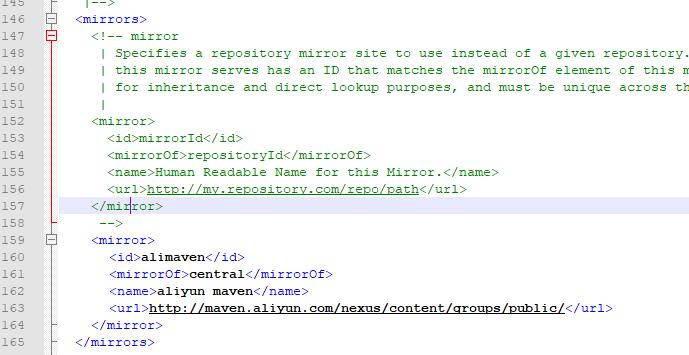 145 |-->
146 <mirrors>
147 <!-- mirror
148 | Specifies a repository mirror site to use instead of a given repository.
149 | this mirror serves has an ID that matches the mirrorOf element of this m
150 | for inheritance and direct lookup purposes, and must be unique across th
151 |
152 <mirror>
153 <id>mirrorId</id>
154 <mirrorOf>repositoryId</mirrorOf>
155 <name>Human Readable Name for this Mirror.</name>
156 <url>http://my.repository.com/repo/path</url>
157 </mirror>
158 -->
159 <mirror>
160 <id>alimaven</id>
161 <mirrorOf>central</mirrorOf>
162 <name>aliyun maven</name>
163 <url>http://maven.aliyun.com/nexus/content/groups/public/</url>
164 </mirror>
165 </mirrors>